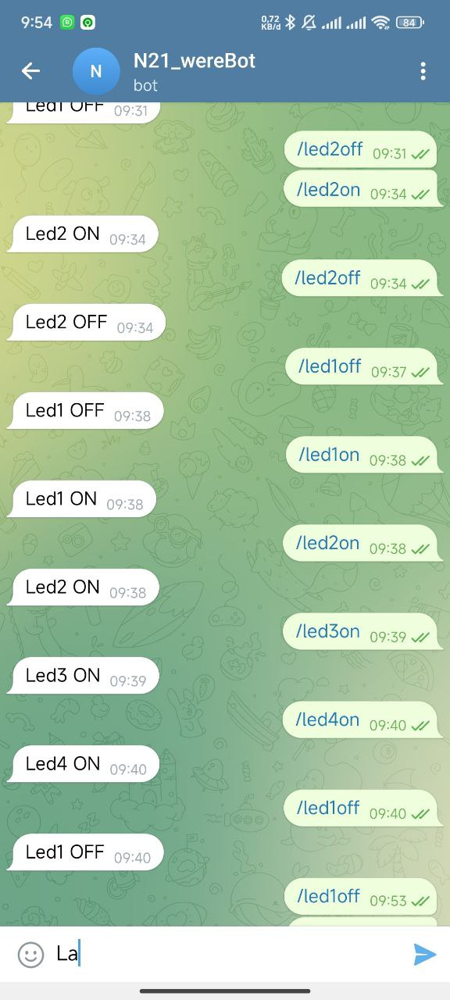 9:54 0,72 KB/d 84
N
N21_wereBot
bot
Led1 OFF 09:31
/led2off 09:31
/led2on 09:34
Led2 ON 09:34
/led2off 09:34
Led2 OFF 09:34
/led1off 09:37
Led1 OFF 09:38
/led1on 09:38
Led1 ON 09:38
/led2on 09:38
Led2 ON 09:38
/led3on 09:39
Led3 ON 09:39
/led4on 09:40
Led4 ON 09:40
/led1off 09:40
Led1 OFF 09:40
/led1off 09:53
La